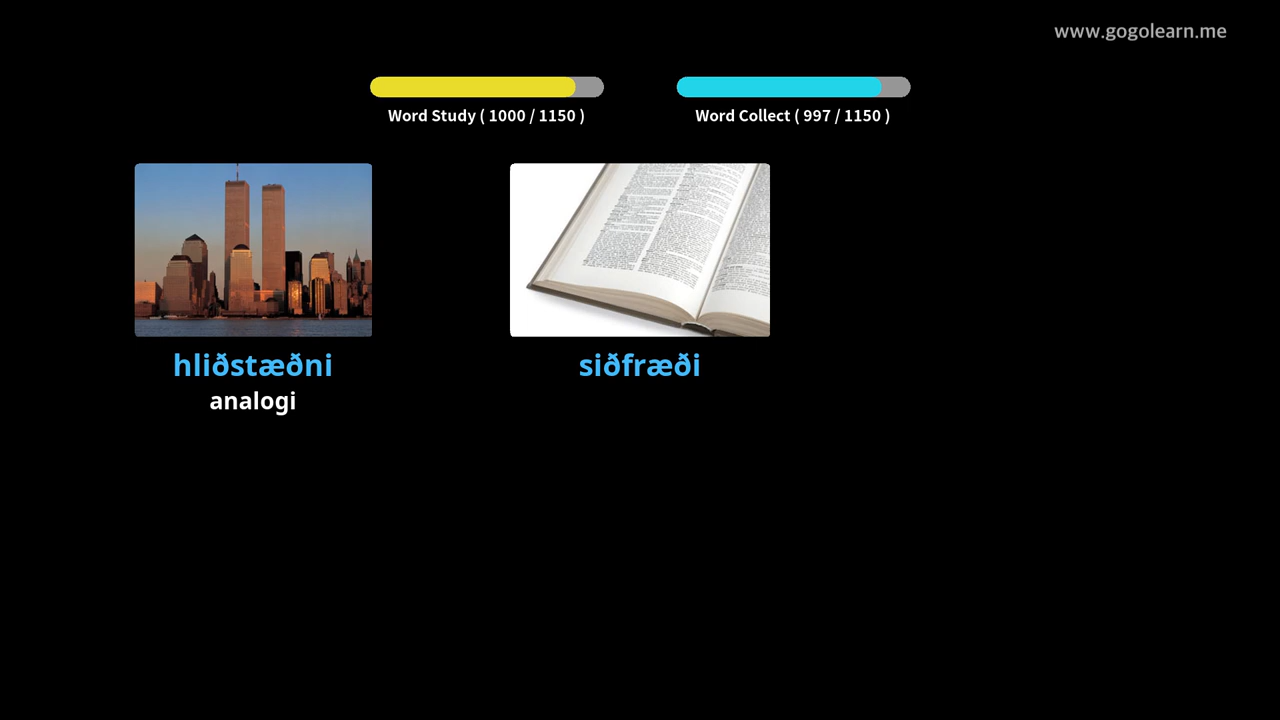 www.gogolearn.me
Word Study ( 1000 / 1150 )
Word Collect ( 997 / 1150 )
hliðstæðni
analogi
siðfræði